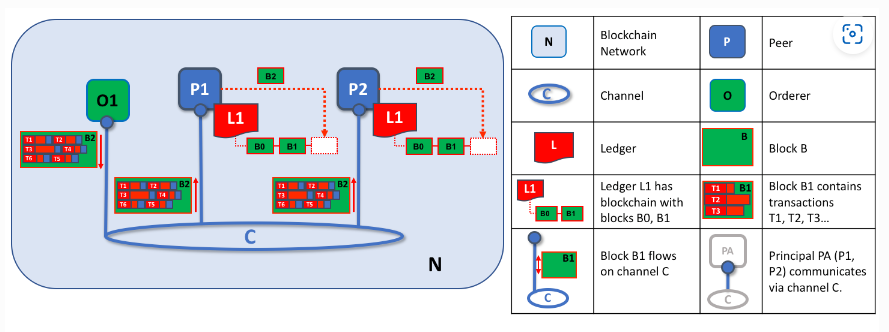 O1
T1 T2 B2
T3 T4
T6 T5
P1
B2
L1
B0 B1
T1 T2 B2
T3 T4
T6 T5
P2
B2
L1
B0 B1
T1 T2 B2
T3 T4
T6 T5
C
N
N
Blockchain
Network
P
Peer
C
Channel
O
Orderer
L
Ledger
B
Block B
L1
B0 B1
Ledger L1 has
blockchain with
blocks B0, B1
T1 B1
T2
T3
Block B1 contains
transactions
T1, T2, T3...
B1
C
Block B1 flows
on channel C
PA
C
Principal PA (P1,
P2) communicates
via channel C.